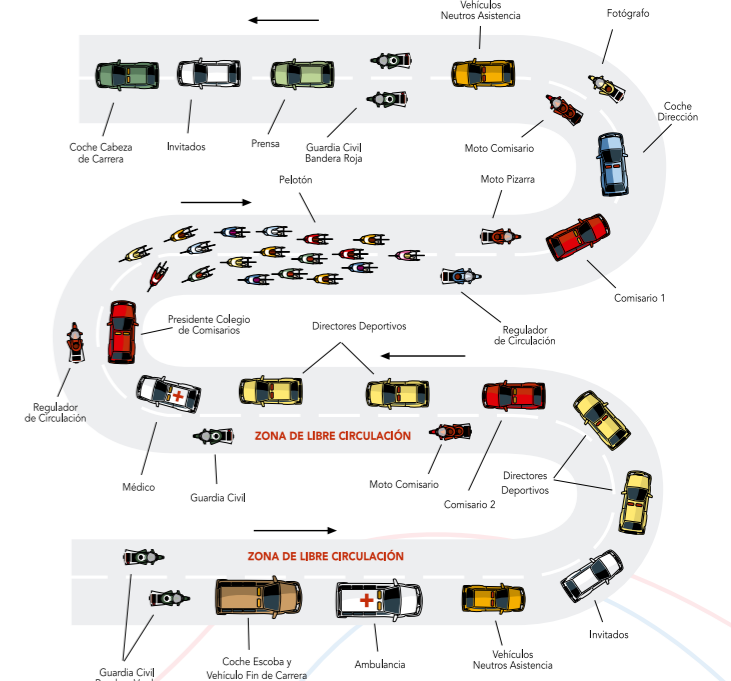 Vehículos
Neutros Asistencia
Fotógrafo
Coche
Dirección
Coche Cabeza
de Carrera
Invitados
Prensa
Guardia Civil
Bandera Roja
Moto Comisario
Pelotón
Moto Pizarra
Comisario 1
Presidente Colegio
de Comisarios
Directores Deportivos
Regulador
de Circulación
Regulador
de Circulación
ZONA DE LIBRE CIRCULACIÓN
Médico
Guardia Civil
Moto Comisario
Comisario 2
Directores
Deportivos
ZONA DE LIBRE CIRCULACIÓN
Invitados
Guardia Civil
Coche Escoba y
Vehículo Fin de Carrera
Ambulancia
Vehículos
Neutros Asistencia